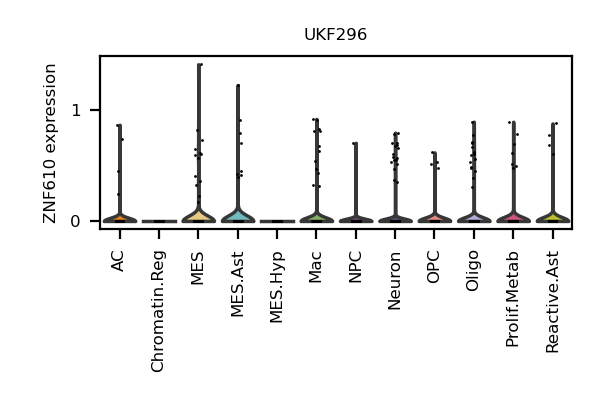 UKF296
ZNF610 expression
1
0
AC
Chromatin.Reg
MES
MES.Ast
MES.Hyp
Mac
NPC
Neuron
OPC
Oligo
Prolif.Metab
Reactive.Ast